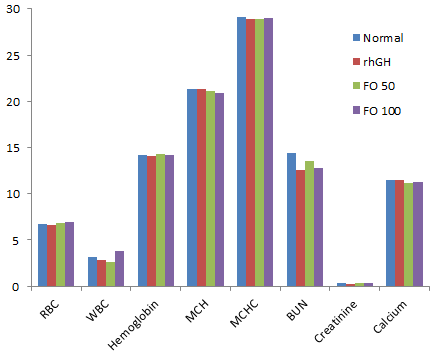 30
25
20
15
10
5
0
Normal
rhGH
FO 50
FO 100
RBC
WBC
Hemoglobin
MCH
MCHC
BUN
Creatinine
Calcium